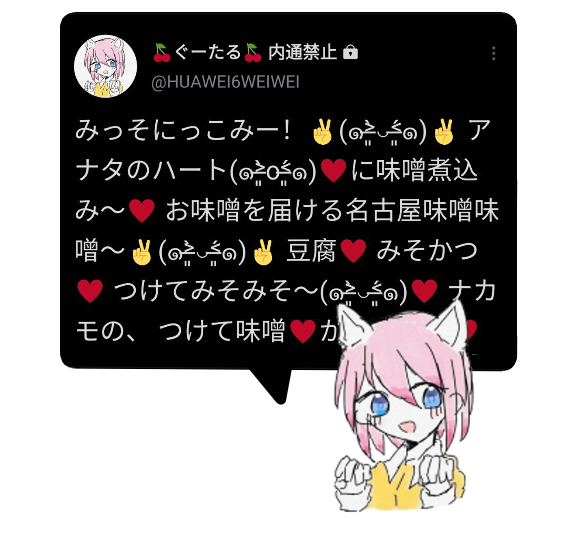 🍒ぐーたる🍒 内通禁止 🔒
@HUAWEI6WEIWEI
みっそにっこみー！ ✌️(๑˃̵ᴗ˂̵๑)✌️ ア
ナタのハート(๑˃̵o˂̵๑)♥️に味噌煮込
み〜♥️ お味噌を届ける名古屋味噌味
噌〜✌️(๑˃̵ᴗ˂̵๑)✌️ 豆腐♥️ みそかつ
♥️ つけてみそみそ〜(๑˃̵ᴗ˂̵๑)♥️ ナカ
モの、 つけて味噌♥️か